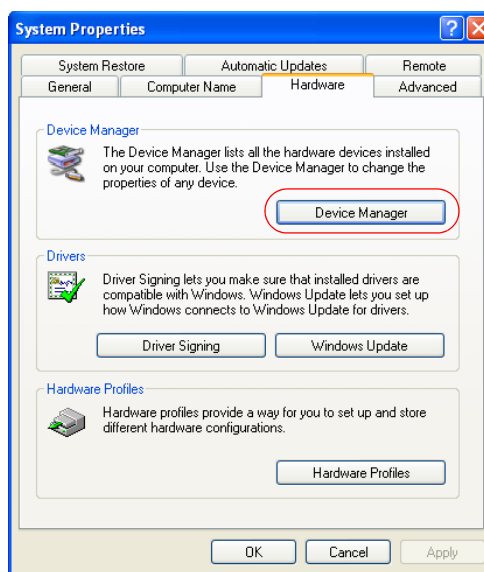 System Properties
System Restore Automatic Updates Remote
General Computer Name Hardware Advanced
Device Manager
The Device Manager lists all the hardware devices installed
on your computer. Use the Device Manager to change the
properties of any device.
Device Manager
Drivers
Driver Signing lets you make sure that installed drivers are
compatible with Windows. Windows Update lets you set up
how Windows connects to Windows Update for drivers.
Driver Signing Windows Update
Hardware Profiles
Hardware profiles provide a way for you to set up and store
different hardware configurations.
Hardware Profiles
OK Cancel Apply